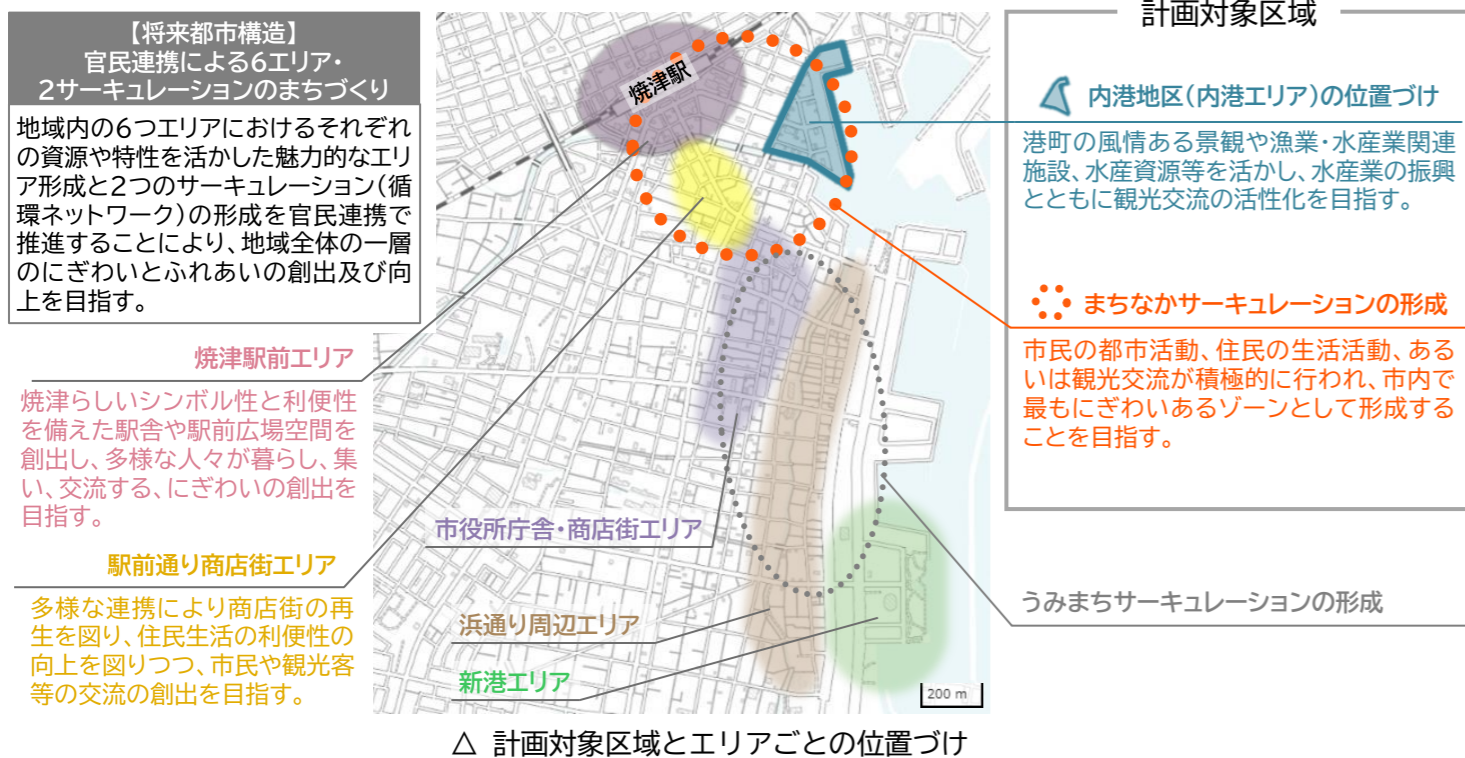 【将来都市構造】
官民連携による6エリア・
2サーキュレーションのまちづくり
地域内の6つエリアにおけるそれぞれ
の資源や特性を活かした魅力的なエリ
ア形成と2つのサーキュレーション(循
環ネットワーク)の形成を官民連携で
推進することにより、地域全体の一層
のにぎわいとふれあいの創出及び向
上を目指す。
焼津駅前エリア
焼津らしいシンボル性と利便性
を備えた駅舎や駅前広場空間を
創出し、多様な人々が暮らし、集
い、交流する、にぎわいの創出を
目指す。
駅前通り商店街エリア
多様な連携により商店街の再
生を図り、住民生活の利便性の
向上を図りつつ、市民や観光客
等の交流の創出を目指す。
焼津駅
市役所庁舎・商店街エリア
浜通り周辺エリア
新港エリア
200 m
計画対象区域
内港地区(内港エリア)の位置づけ
港町の風情ある景観や漁業・水産業関連
施設、水産資源等を活かし、水産業の振興
とともに観光交流の活性化を目指す。
まちなかサーキュレーションの形成
市民の都市活動、住民の生活活動、ある
いは観光交流が積極的に行われ、市内で
最もにぎわいあるゾーンとして形成する
ことを目指す。
うみまちサーキュレーションの形成
△ 計画対象区域とエリアごとの位置づけ